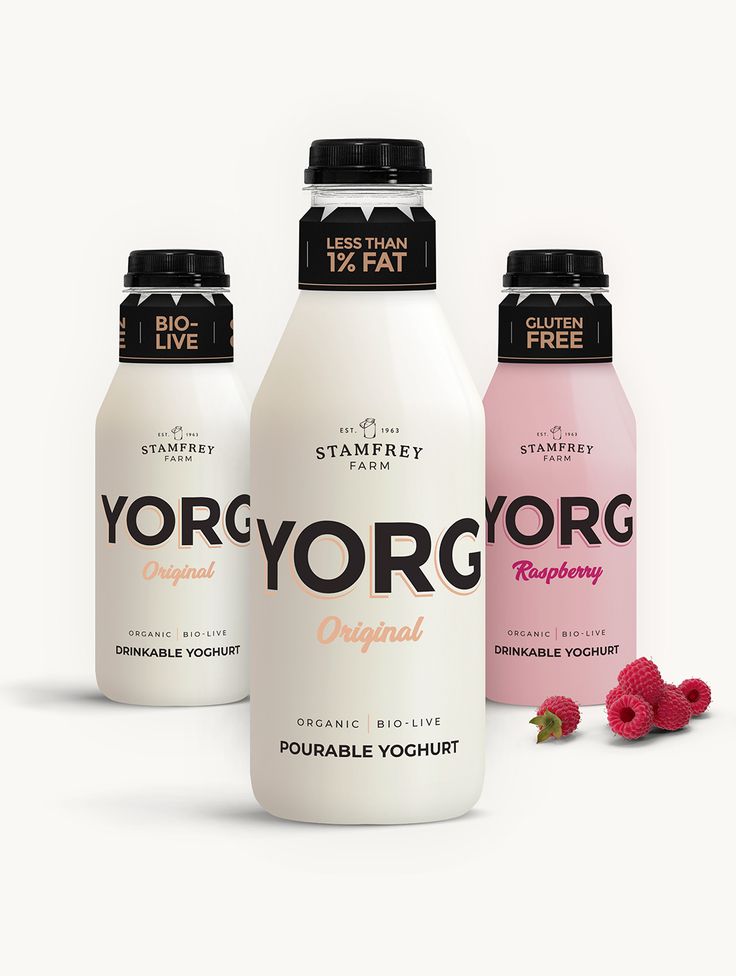 BIO-
LIVE
EST. 1963
STAMFREY
FARM
YORG
Original
ORGANIC | BIO-LIVE
DRINKABLE YOGHURT
LESS THAN
1% FAT
EST. 1963
STAMFREY
FARM
YORG
Original
ORGANIC | BIO-LIVE
POURABLE YOGHURT
GLUTEN
FREE
EST. 1963
STAMFREY
FARM
YORG
Raspberry
ORGANIC | BIO-LIVE
DRINKABLE YOGHURT